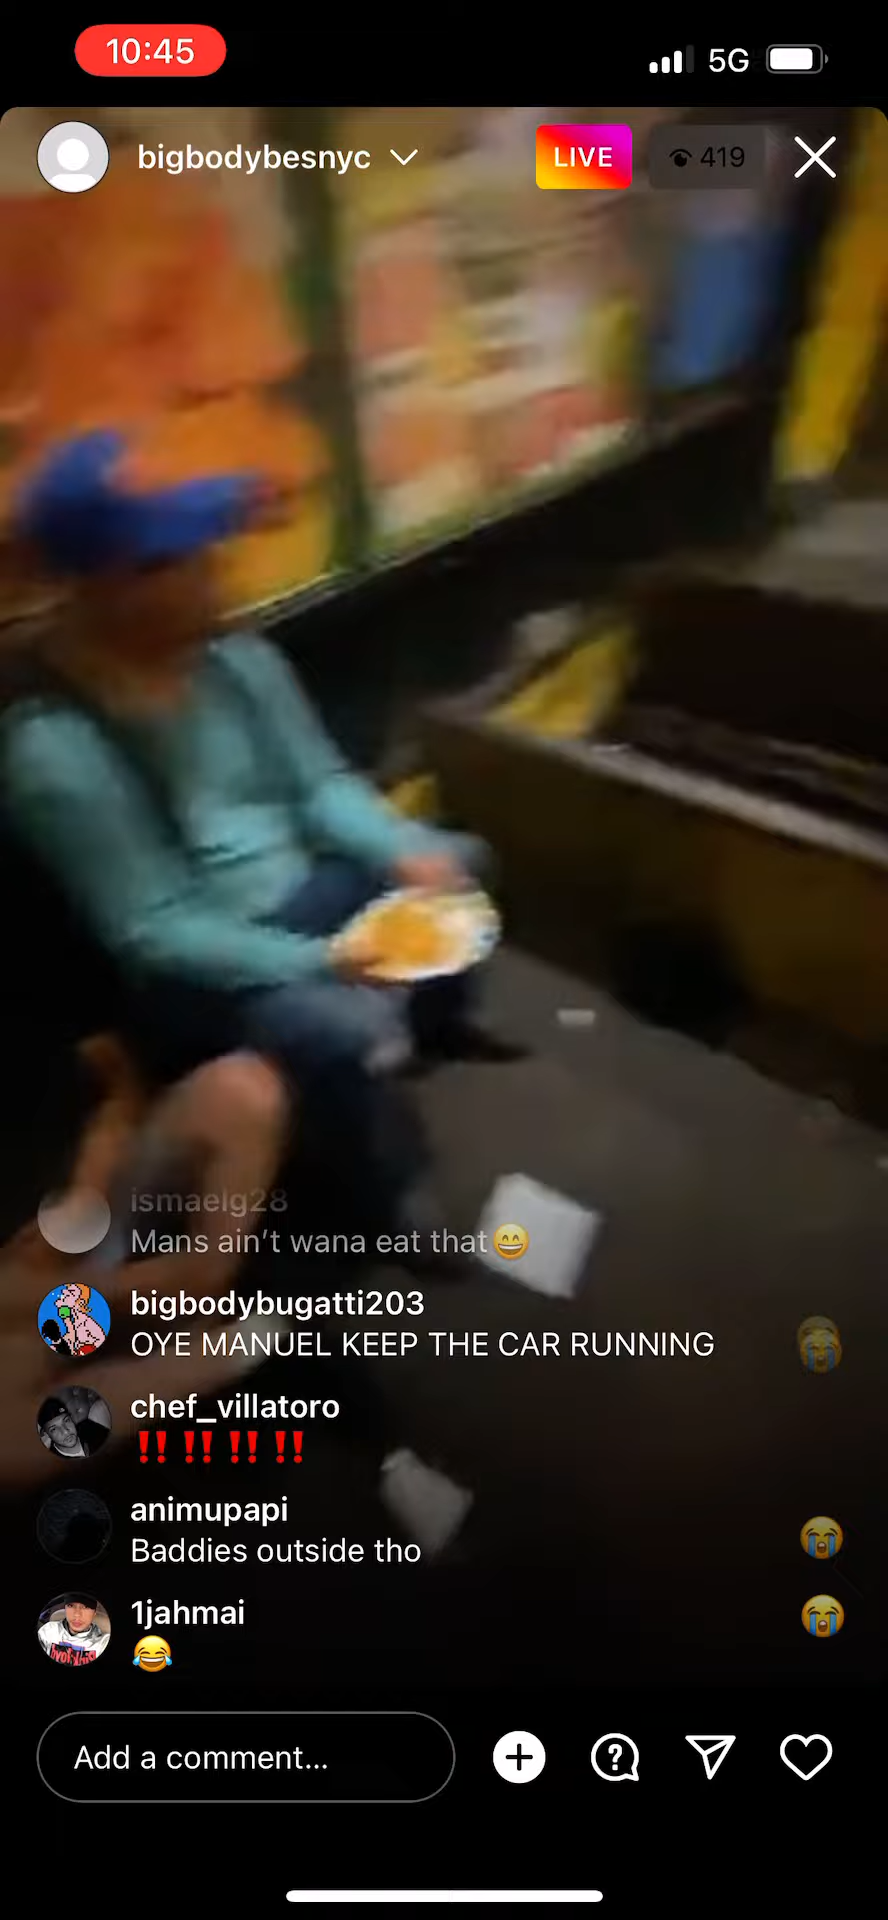 10:45
5G
bigbodybesnyc
LIVE
419
ismaelg28
Mans ain't wana eat that😄
bigbodybugatti203
OYE MANUEL KEEP THE CAR RUNNING
chef_villatoro
‼️ ‼️ ‼️ ‼️
animupapi
Baddies outside tho
1jahmai
😂
Add a comment...